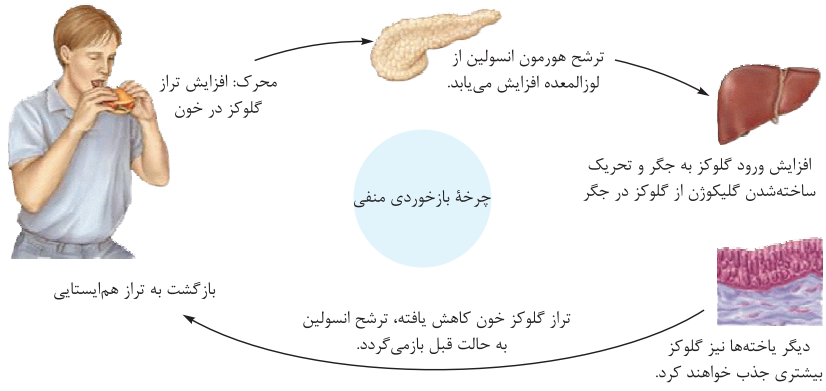 محرک: افزایش تراز
گلوکز در خون
ترشح هورمون انسولین از
لوزالمعده افزایش می‌یابد.
افزایش ورود گلوکز به جگر و تحریک
ساخته‌شدن گلیکوژن از گلوکز در جگر
چرخهٔ بازخوردی منفی
دیگر یاخته‌ها نیز گلوکز
بیشتری جذب خواهند کرد.
تراز گلوکز خون کاهش یافته، ترشح انسولین
به حالت قبل بازمی‌گردد.
بازگشت به تراز هم‌ایستایی